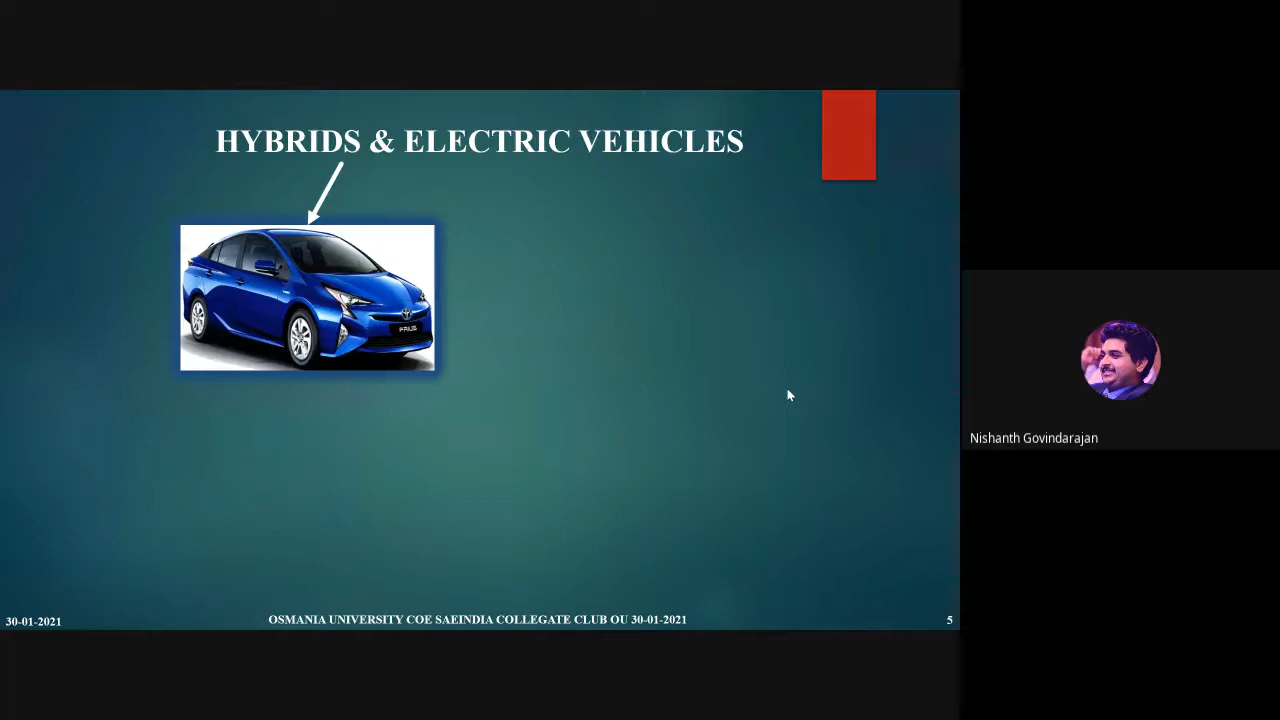 HYBRIDS & ELECTRIC VEHICLES
PRIUS
Nishanth Govindarajan
30-01-2021
OSMANIA UNIVERSITY COE SAEINDIA COLLEGATE CLUB OU 30-01-2021
5